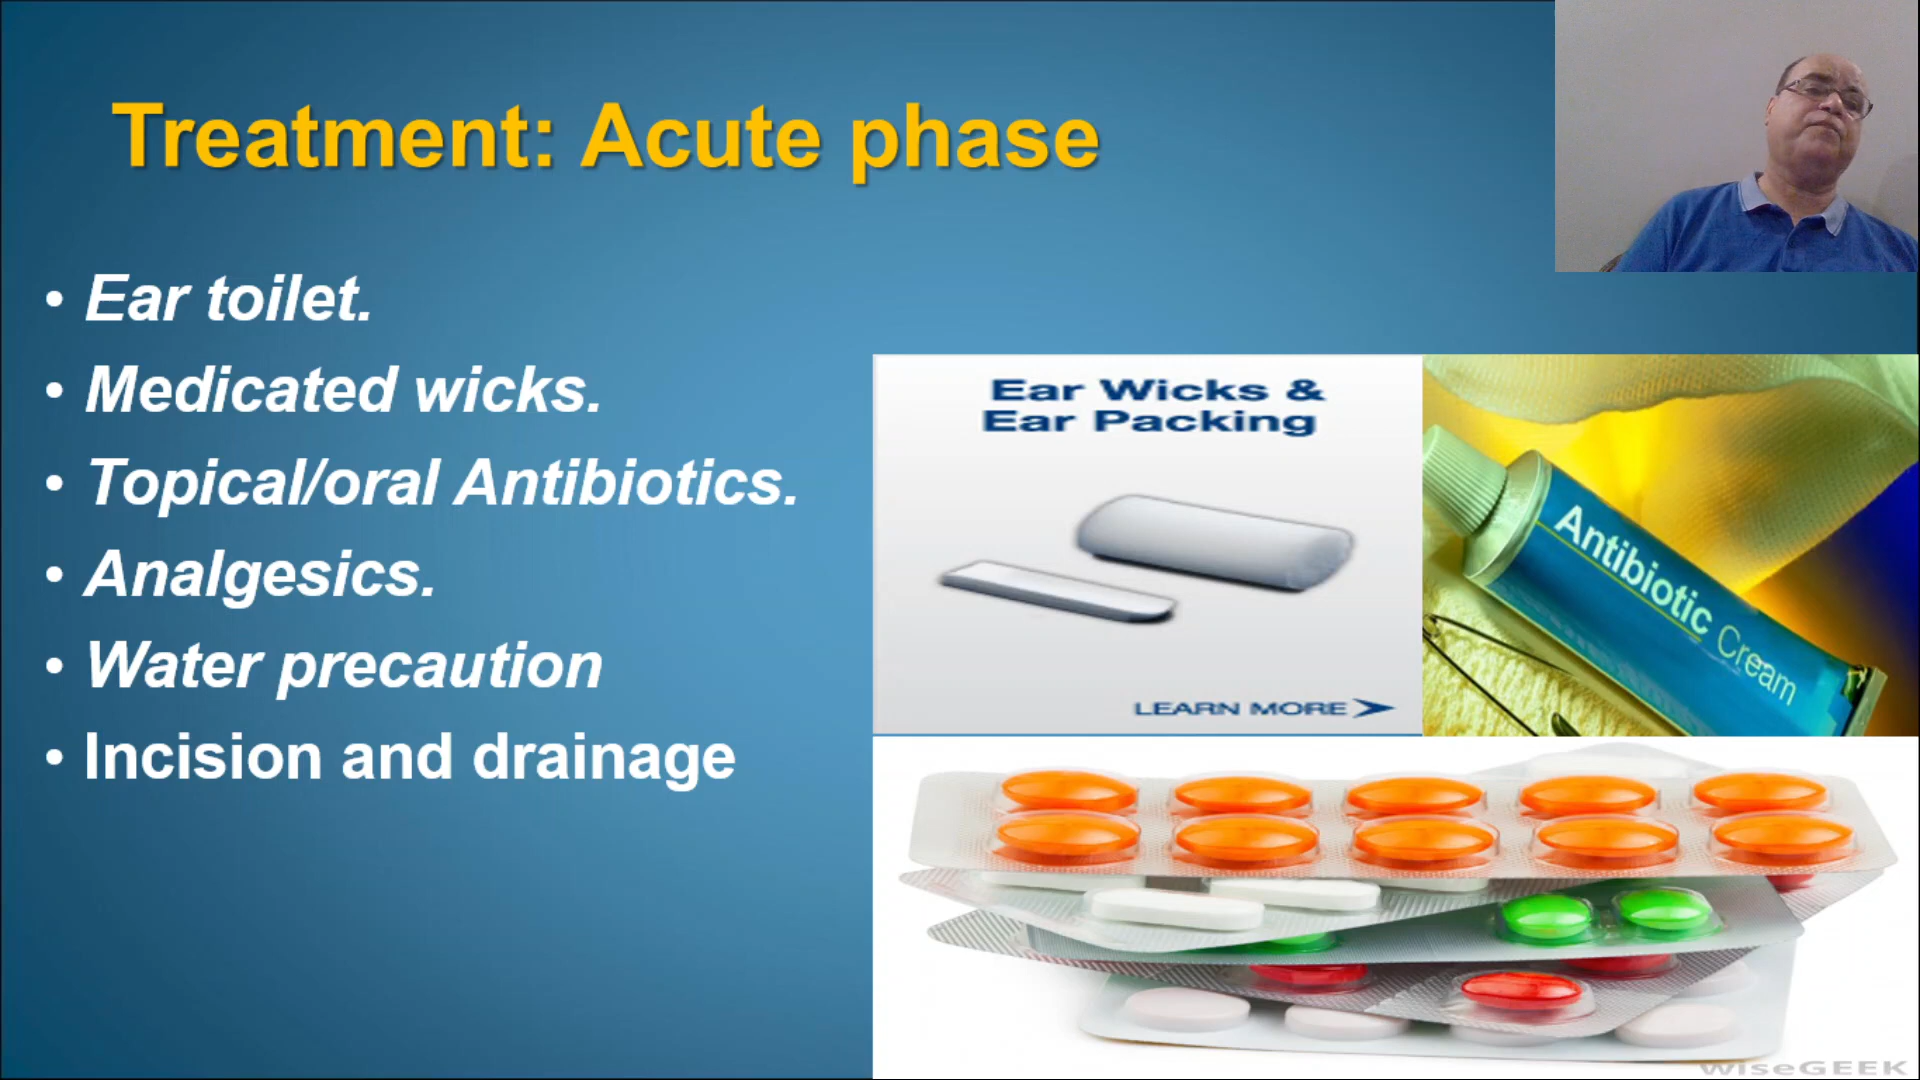 Treatment: Acute phase
• Ear toilet.
• Medicated wicks.
• Topical/oral Antibiotics.
• Analgesics.
• Water precaution
• Incision and drainage
Ear Wicks &
Ear Packing
LEARN MORE
Antibiotic Cream
wiseGEEK